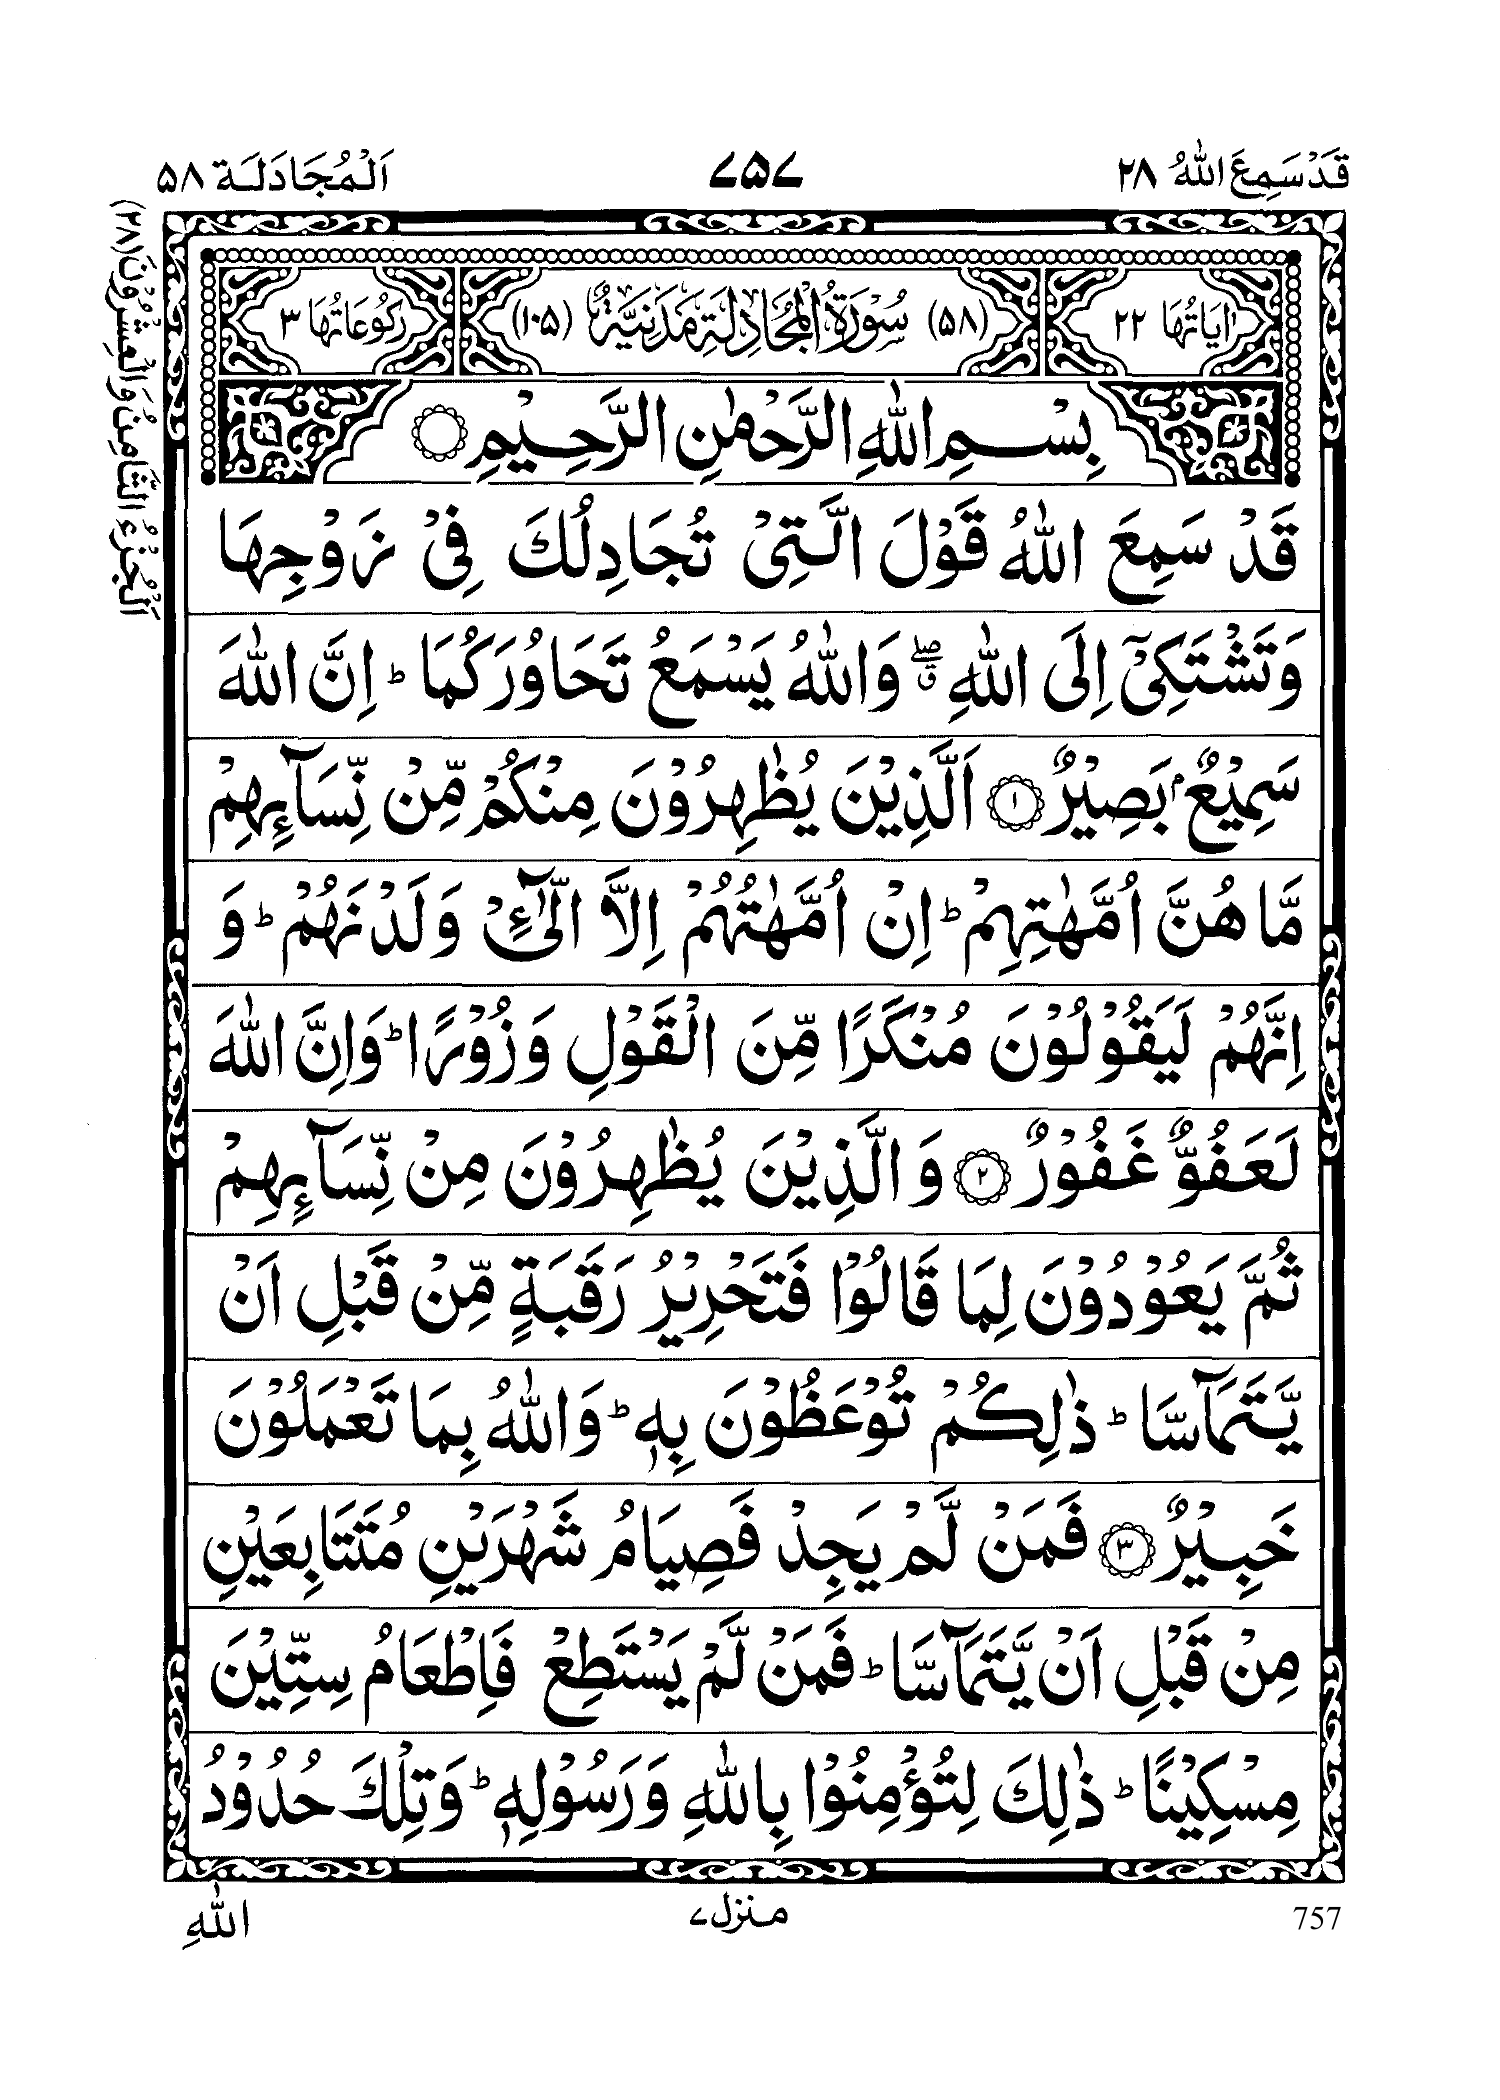 قَدْ سَمِعَ اللّٰهُ ٢٨
٧٥٧
اَلْمُجَادَلَة ٥٨
اَلْجُزْءُ الثَّامِنُ وَالْعِشْرُوْنَ (٢٨)
اٰيَاتُهَا ٢٢
(٥٨) سُوْرَةُ الْمُجَادِلَةِ مَدَنِيَّةٌ (١٠٥)
رُكُوْعَاتُهَا ٣
بِسْمِ اللّٰهِ الرَّحْمٰنِ الرَّحِيْمِ
قَدْ سَمِعَ اللّٰهُ قَوْلَ الَّتِىْ تُجَادِلُكَ فِىْ زَوْجِهَا
وَتَشْتَكِىْٓ اِلَى اللّٰهِ ۖق وَاللّٰهُ يَسْمَعُ تَحَاوُرَكُمَا ؕ اِنَّ اللّٰهَ
سَمِيْعٌۢ بَصِيْرٌ ١ اَلَّذِيْنَ يُظٰهِرُوْنَ مِنْكُمْ مِّنْ نِّسَآئِهِمْ
مَّا هُنَّ اُمَّهٰتِهِمْ ؕ اِنْ اُمَّهٰتُهُمْ اِلَّا الّٰٓـِٔىْ وَلَدْنَهُمْ ؕ وَ
اِنَّهُمْ لَيَقُوْلُوْنَ مُنْكَرًا مِّنَ الْقَوْلِ وَزُوْرًا ؕ وَاِنَّ اللّٰهَ
لَعَفُوٌّ غَفُوْرٌ ٢ وَالَّذِيْنَ يُظٰهِرُوْنَ مِنْ نِّسَآئِهِمْ
ثُمَّ يَعُوْدُوْنَ لِمَا قَالُوْا فَتَحْرِيْرُ رَقَبَةٍ مِّنْ قَبْلِ اَنْ
يَّتَمَآسَّا ؕ ذٰلِكُمْ تُوْعَظُوْنَ بِهٖ ؕ وَاللّٰهُ بِمَا تَعْمَلُوْنَ
خَبِيْرٌ ٣ فَمَنْ لَّمْ يَجِدْ فَصِيَامُ شَهْرَيْنِ مُتَتَابِعَيْنِ
مِنْ قَبْلِ اَنْ يَّتَمَآسَّا ؕ فَمَنْ لَّمْ يَسْتَطِعْ فَاِطْعَامُ سِتِّيْنَ
مِسْكِيْنًا ؕ ذٰلِكَ لِتُؤْمِنُوْا بِاللّٰهِ وَرَسُوْلِهٖ ؕ وَتِلْكَ حُدُوْدُ
اللّٰهِ
منزل ٧
757